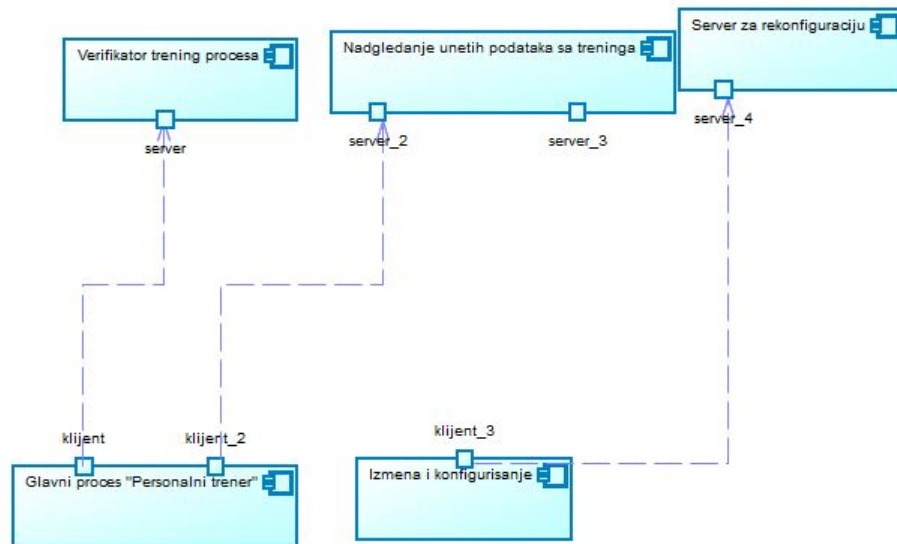 Server za rekonfiguraciju
Verifikator trening procesa
Nadgledanje unetih podataka sa treninga
server
server_2
server_3
server_4
klijent
klijent_2
klijent_3
Glavni proces "Personalni trener"
Izmena i konfigurisanje